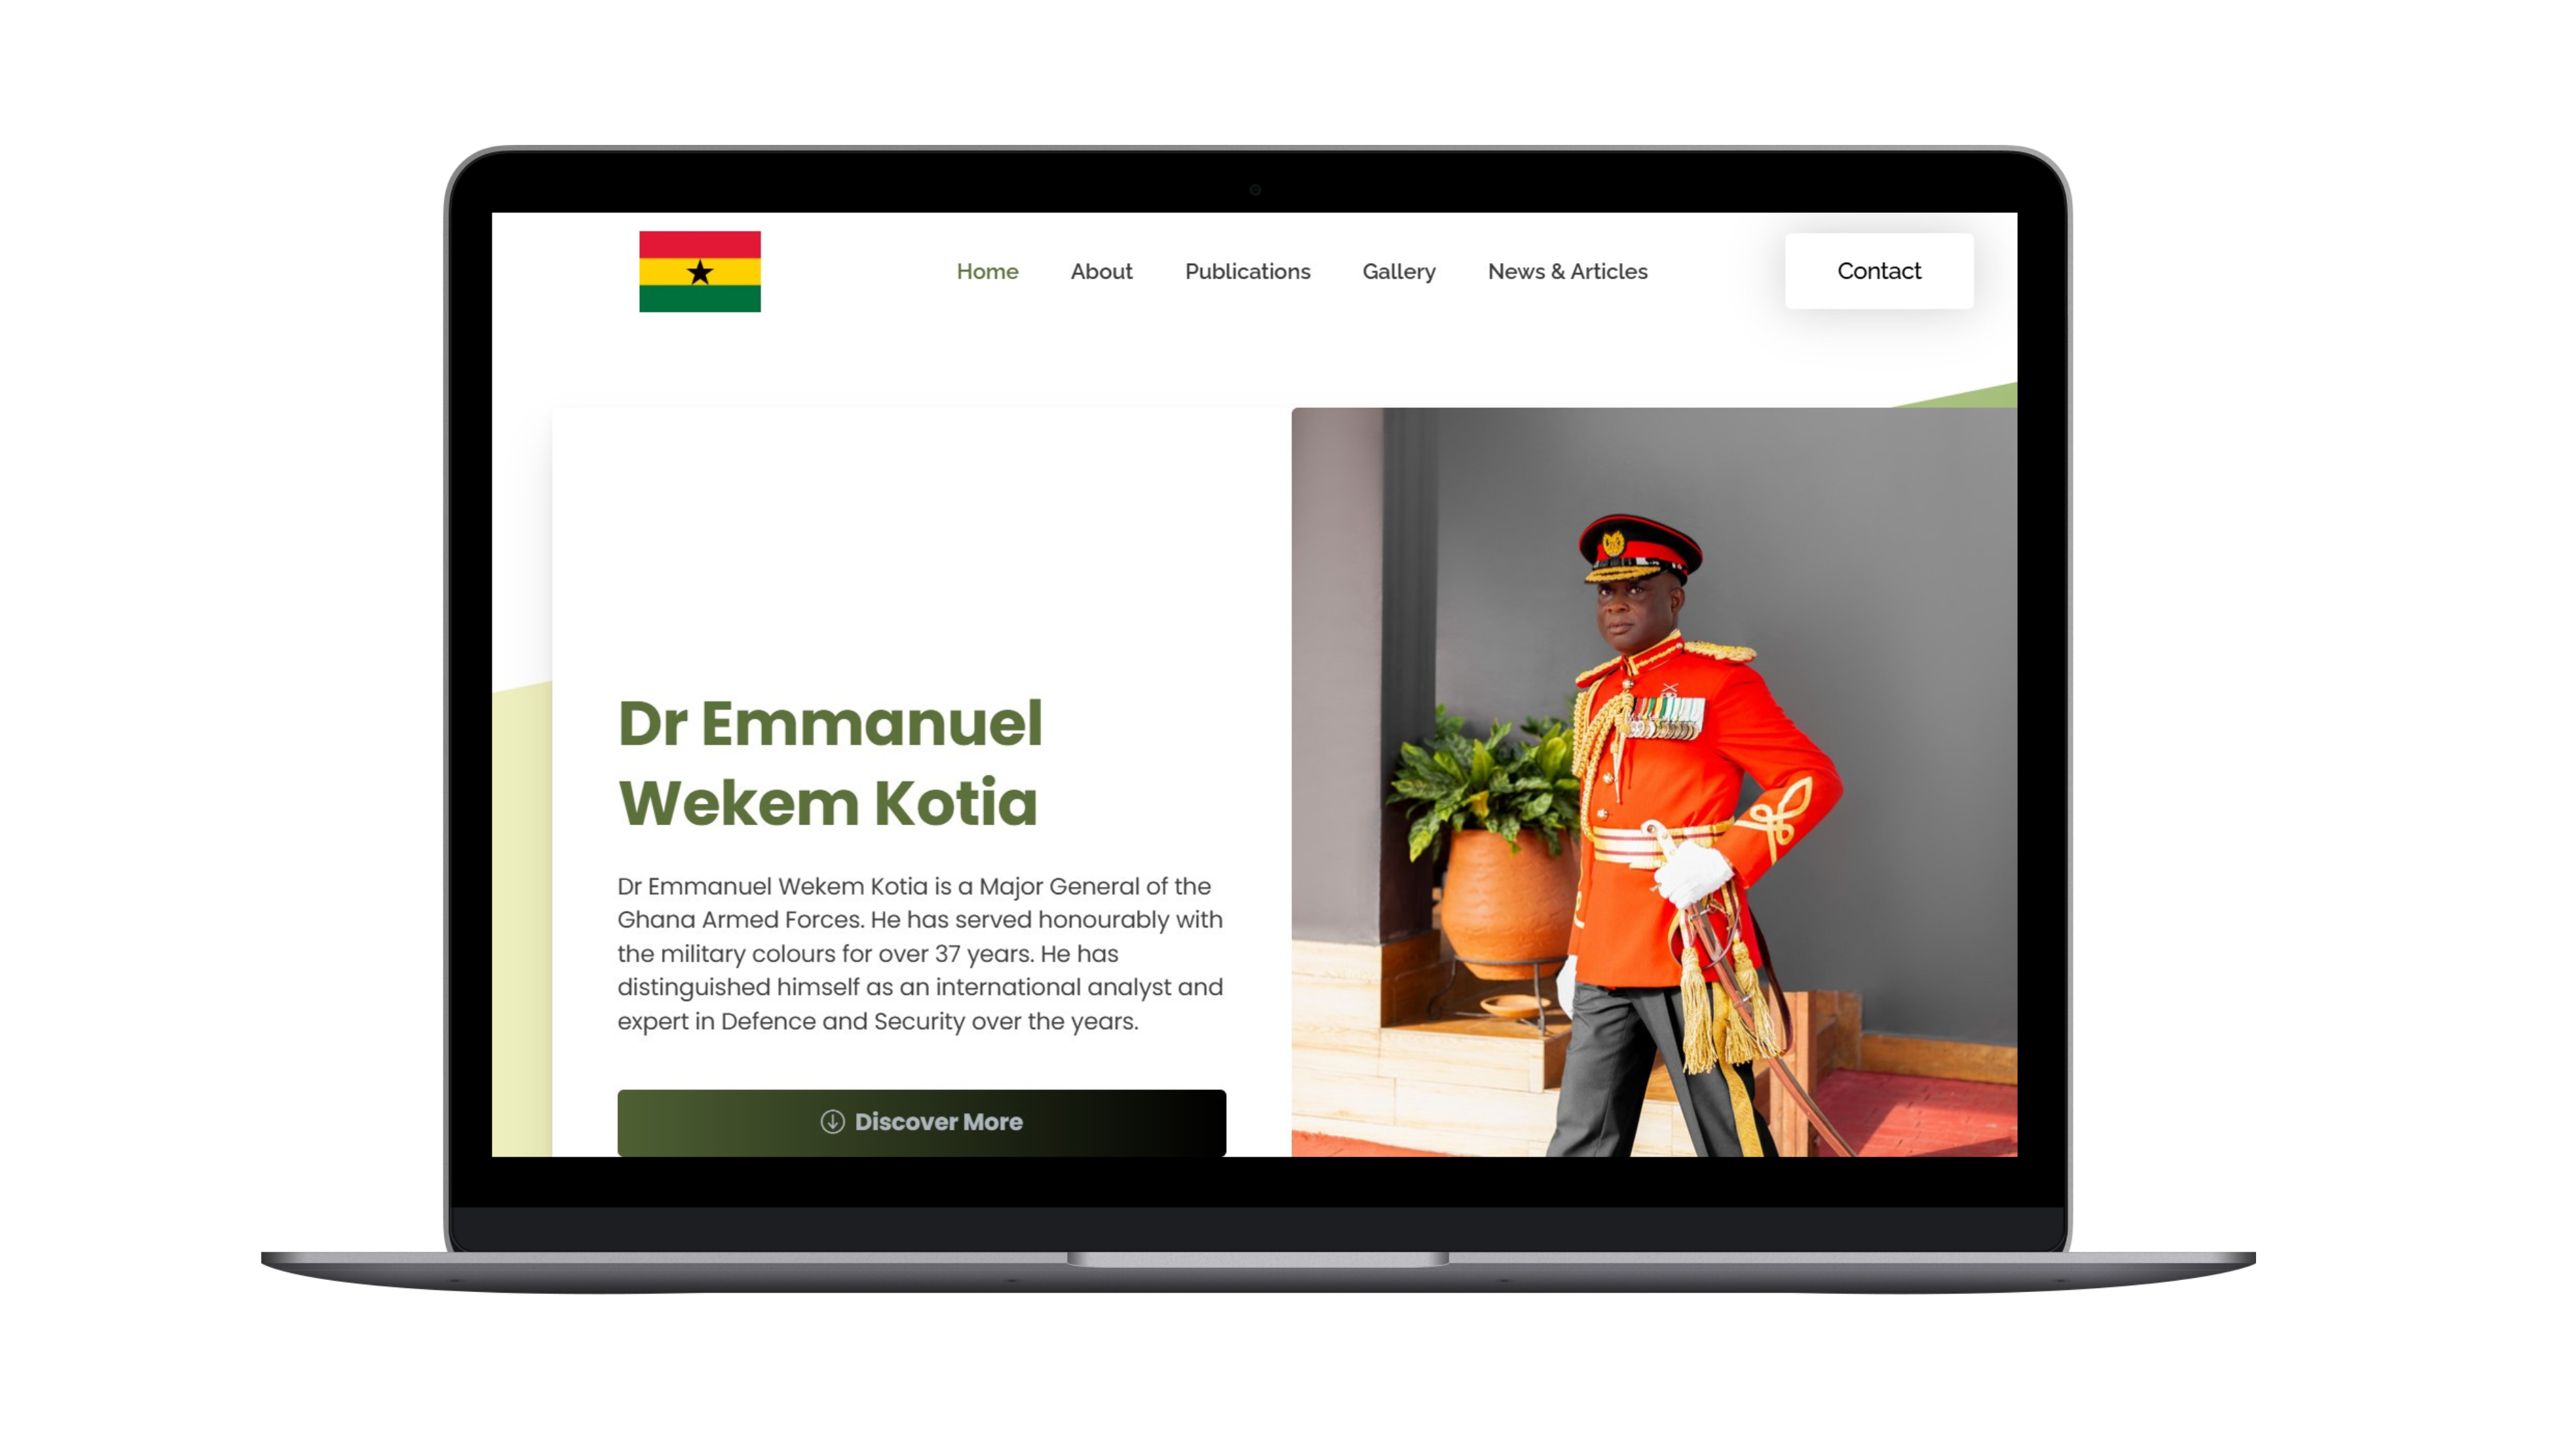 Home About Publications Gallery News & Articles Contact
Dr Emmanuel
Wekem Kotia
Dr Emmanuel Wekem Kotia is a Major General of the
Ghana Armed Forces. He has served honourably with
the military colours for over 37 years. He has
distinguished himself as an international analyst and
expert in Defence and Security over the years.
Discover More